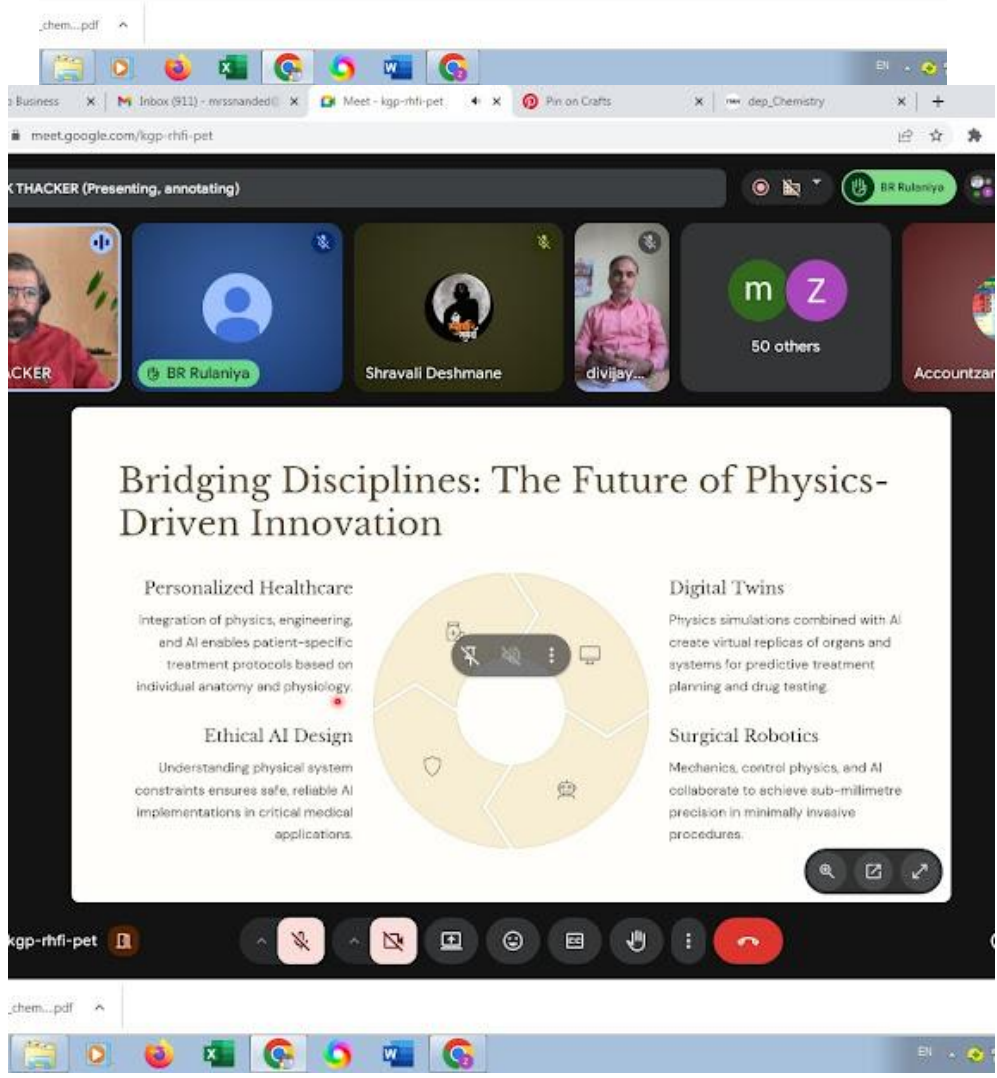 _chem....pdf
EN
Business
Inbox (911) - mrssnanded
Meet - kgp-rhfi-pet
Pin on Crafts
dep_Chemistry
meet.google.com/kgp-rhfi-pet
THACKER (Presenting, annotating)
BR Rulaniya
m Z
50 others
CKER
BR Rulaniya
Shravali Deshmane
divijay...
Accountzar
Bridging Disciplines: The Future of Physics-
Driven Innovation
Personalized Healthcare
Integration of physics, engineering,
and AI enables patient-specific
treatment protocols based on
individual anatomy and physiology.
Digital Twins
Physics simulations combined with AI
create virtual replicas of organs and
systems for predictive treatment
planning and drug testing.
Ethical AI Design
Understanding physical system
constraints ensures safe, reliable AI
implementations in critical medical
applications.
Surgical Robotics
Mechanics, control physics, and AI
collaborate to achieve sub-millimetre
precision in minimally invasive
procedures.
kgp-rhfi-pet
_chem....pdf
EN